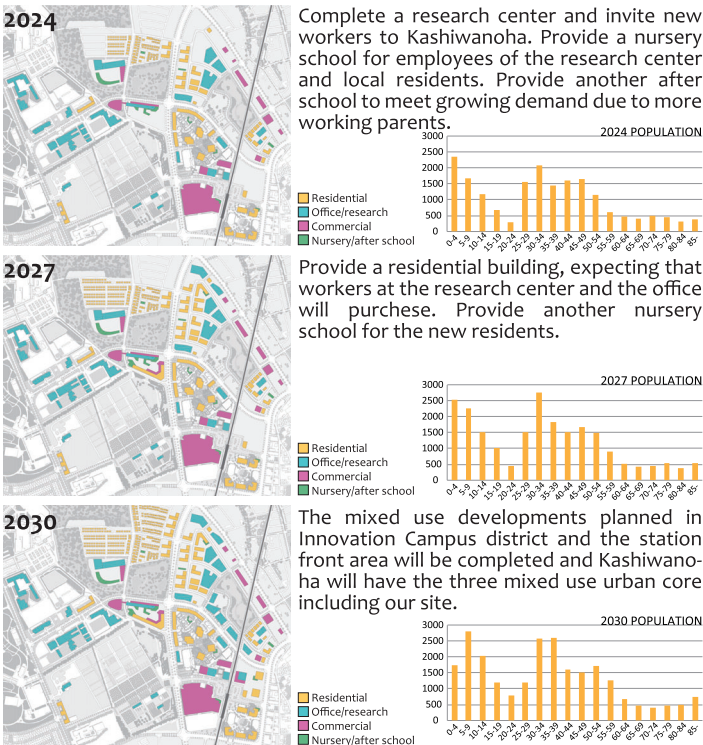 2024
Complete a research center and invite new
workers to Kashiwanoha. Provide a nursery
school for employees of the research center
and local residents. Provide another after
school to meet growing demand due to more
working parents.
2024 POPULATION
3000
2500
2000
1500
1000
500
0
0-4 5-9 10-14 15-19 20-24 25-29 30-34 35-39 40-44 45-49 50-54 55-59 60-64 65-69 70-74 75-79 80-84 85-
Residential
Office/research
Commercial
Nursery/after school
2027
Provide a residential building, expecting that
workers at the research center and the office
will purchese. Provide another nursery
school for the new residents.
2027 POPULATION
3000
2500
2000
1500
1000
500
0
0-4 5-9 10-14 15-19 20-24 25-29 30-34 35-39 40-44 45-49 50-54 55-59 60-64 65-69 70-74 75-79 80-84 85-
Residential
Office/research
Commercial
Nursery/after school
2030
The mixed use developments planned in
Innovation Campus district and the station
front area will be completed and Kashiwano-
ha will have the three mixed use urban core
including our site.
2030 POPULATION
3000
2500
2000
1500
1000
500
0
0-4 5-9 10-14 15-19 20-24 25-29 30-34 35-39 40-44 45-49 50-54 55-59 60-64 65-69 70-74 75-79 80-84 85-
Residential
Office/research
Commercial
Nursery/after school